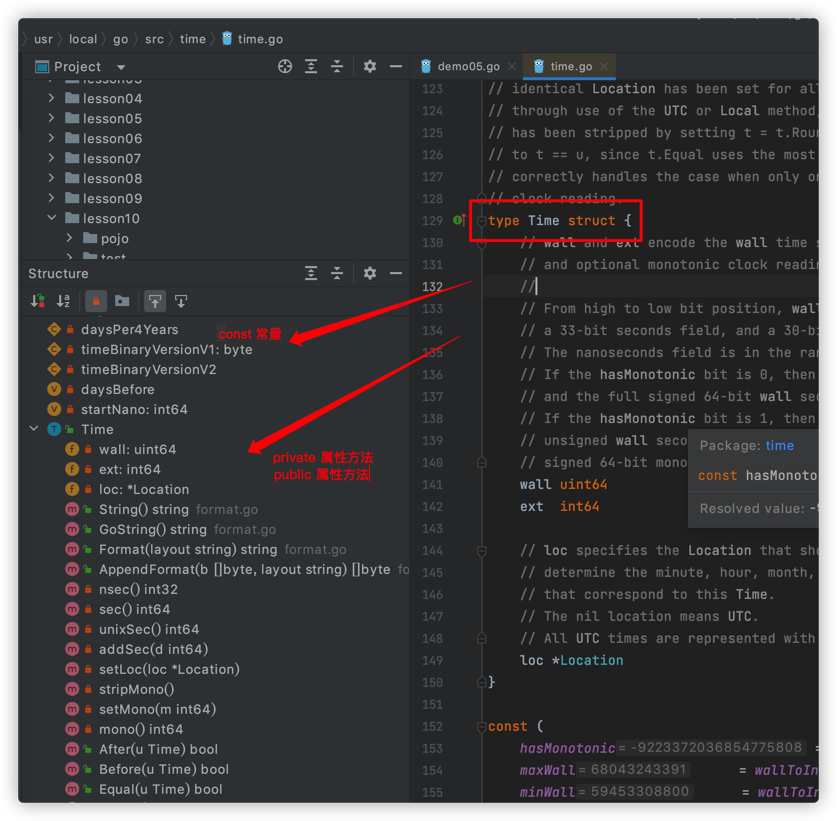 usr local go src time time.go
Project
demo05.go
time.go
lesson04
lesson05
lesson06
lesson07
lesson08
lesson09
lesson10
pojo
Structure
daysPer4Years
timeBinaryVersionV1: byte
timeBinaryVersionV2
daysBefore
startNano: int64
Time
wall: uint64
ext: int64
loc: *Location
String() string format.go
GoString() string format.go
Format(layout string) string format.go
AppendFormat(b []byte, layout string) []byte fo
nsec() int32
sec() int64
unixSec() int64
addSec(d int64)
setLoc(loc *Location)
stripMono()
setMono(m int64)
mono() int64
After(u Time) bool
Before(u Time) bool
Equal(u Time) bool
const 常量
private 属性方法
public 属性方法
123 // identical Location has been set for all
124 // through use of the UTC or Local method,
125 // has been stripped by setting t = t.Roun
126 // to t == u, since t.Equal uses the most
127 // correctly handles the case when only on
128 // clock reading.
129 type Time struct {
130 // wall and ext encode the wall time s
131 // and optional monotonic clock readin
132 //
133 // From high to low bit position, wall
134 // a 33-bit seconds field, and a 30-bi
135 // The nanoseconds field is in the ran
136 // If the hasMonotonic bit is 0, then
137 // and the full signed 64-bit wall sec
138 // If the hasMonotonic bit is 1, then
139 // unsigned wall seco
140 // signed 64-bit mono
141 wall uint64
142 ext int64
143
144 // loc specifies the Location that sho
145 // determine the minute, hour, month,
146 // that correspond to this Time.
147 // The nil location means UTC.
148 // All UTC times are represented with
149 loc *Location
150 }
151
152 const (
153 hasMonotonic = -9223372036854775808 =
154 maxWall = 68043243391 = wallToIn
155 minWall = 59453308800 = wallToIn
Package: time
const hasMonoto
Resolved value: -9